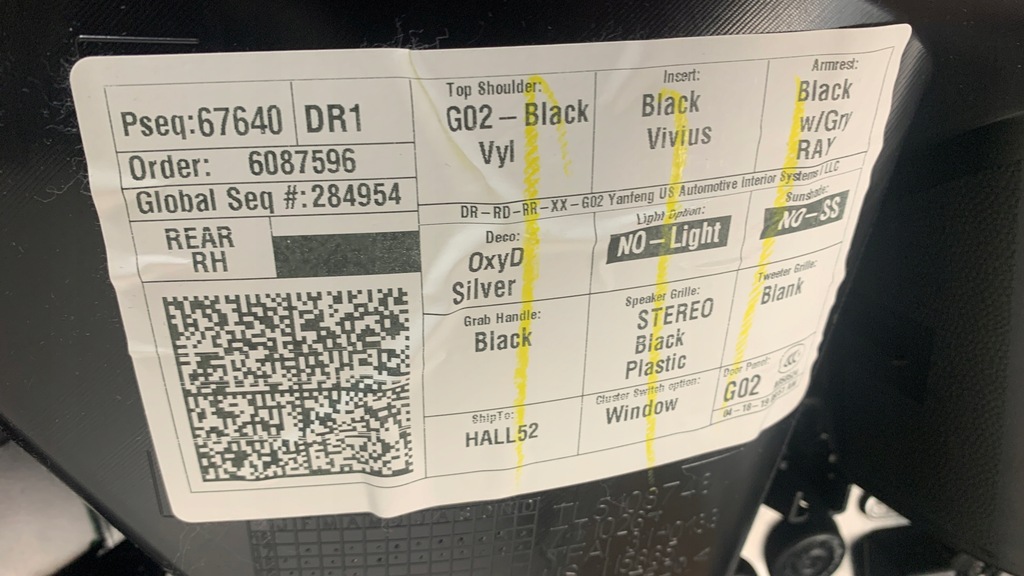 Pseq:67640 DR1
Order: 6087596
Global Seq #: 284954
REAR
RH
Top Shoulder:
G02-Black
Vyl
Insert:
Black
Vivius
Armrest:
Black
w/Gry
RAY
DR-RD-RR-XX-G02 Yanfeng US Automotive Interior Systems I LLC
Deco:
OxyD
Silver
Light option:
NO-Light
Sunshade:
NO-SS
Grab Handle:
Black
Speaker Grille:
STEREO
Black
Plastic
Tweeter Grille:
Blank
ShipTo:
HALL52
Cluster Switch option:
Window
Door Panel:
G02